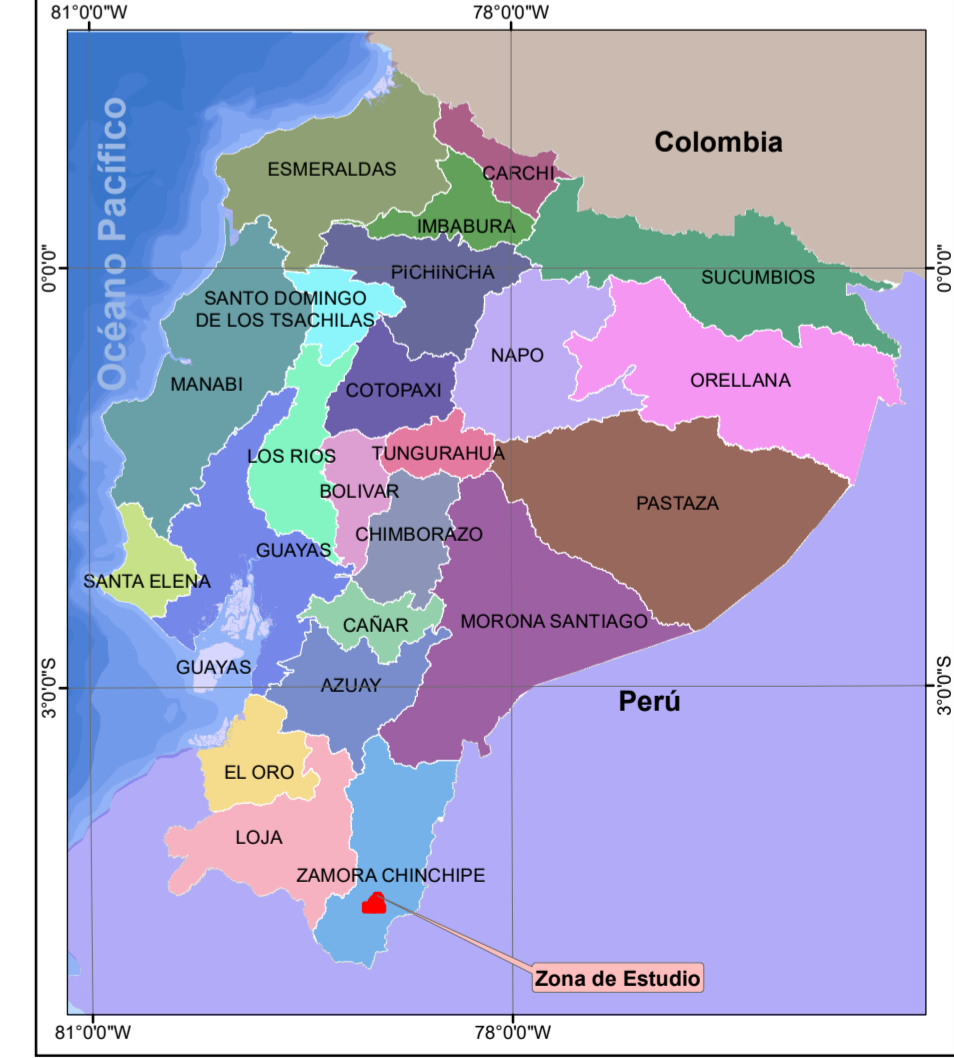 81°0'0"W
78°0'0"W
Océano Pacífico
Colombia
ESMERALDAS
CARCHI
IMBABURA
0°0'0"
PICHINCHA
SUCUMBIOS
0°0'0"
SANTO DOMINGO
DE LOS TSACHILAS
NAPO
MANABI
COTOPAXI
ORELLANA
LOS RIOS
TUNGURAHUA
BOLIVAR
PASTAZA
CHIMBORAZO
GUAYAS
SANTA ELENA
CAÑAR
MORONA SANTIAGO
GUAYAS
AZUAY
3°0'0"S
Perú
3°0'0"S
EL ORO
LOJA
ZAMORA CHINCHIPE
Zona de Estudio
81°0'0"W
78°0'0"W